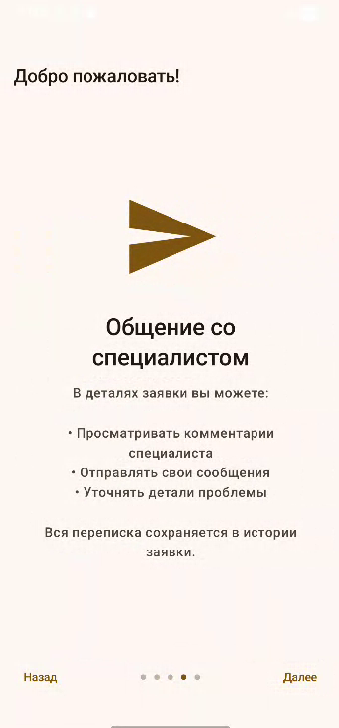 Добро пожаловать!
Общение со
специалистом
В деталях заявки вы можете:
• Просматривать комментарии
специалиста
• Отправлять свои сообщения
• Уточнять детали проблемы
Вся переписка сохраняется в истории
заявки.
Назад
Далее